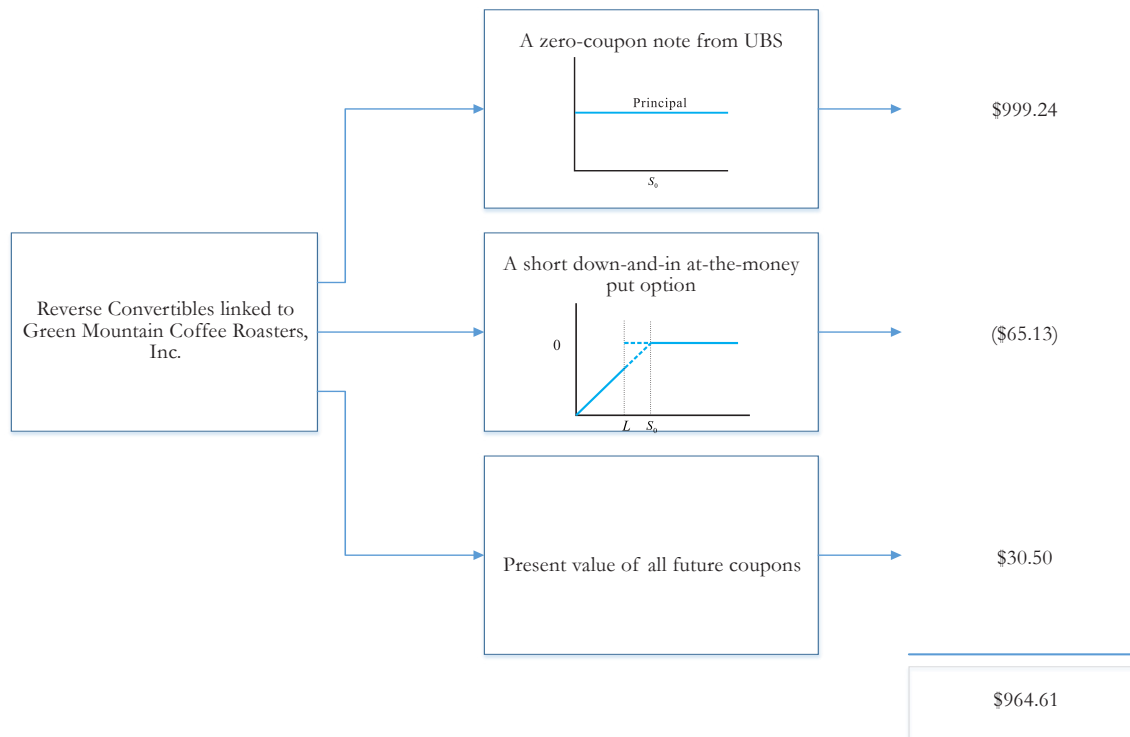 A zero-coupon note from UBS
Principal
S₀
$999.24
Reverse Convertibles linked to
Green Mountain Coffee Roasters,
Inc.
A short down-and-in at-the-money
put option
0
L S₀
($65.13)
Present value of all future coupons
$30.50
$964.61